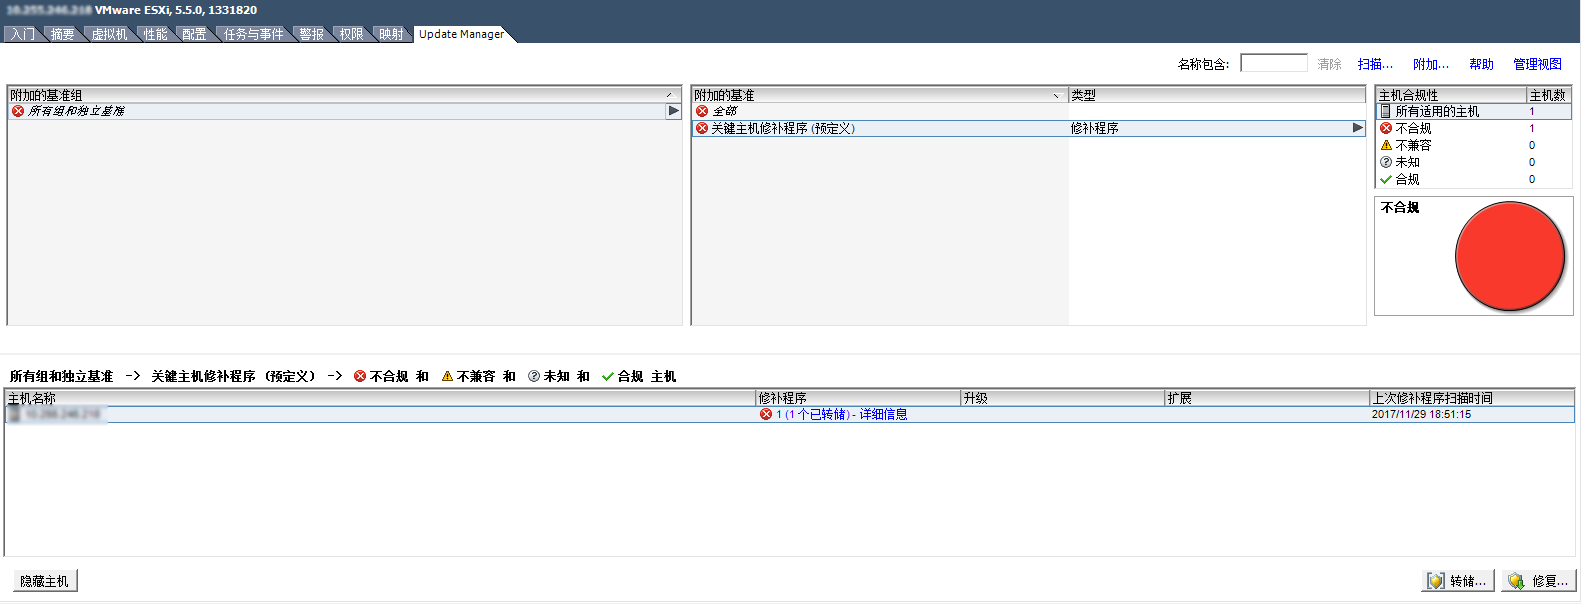 VMware ESXi, 5.5.0, 1331820
入门 摘要 虚拟机 性能 配置 任务与事件 警报 权限 映射 Update Manager
名称包含: 清除 扫描... 附加... 帮助 管理视图
附加的基准组
所有组和独立基准
附加的基准 类型
全部
关键主机修补程序 (预定义) 修补程序
主机合规性 主机数
所有适用的主机 1
不合规 1
不兼容 0
未知 0
合规 0
不合规
所有组和独立基准 -> 关键主机修补程序 (预定义) -> 不合规 和 不兼容 和 未知 和 合规 主机
主机名称 修补程序 升级 扩展 上次修补程序扫描时间
1 (1 个已转储) - 详细信息 2017/11/29 18:51:15
隐藏主机 转储... 修复...